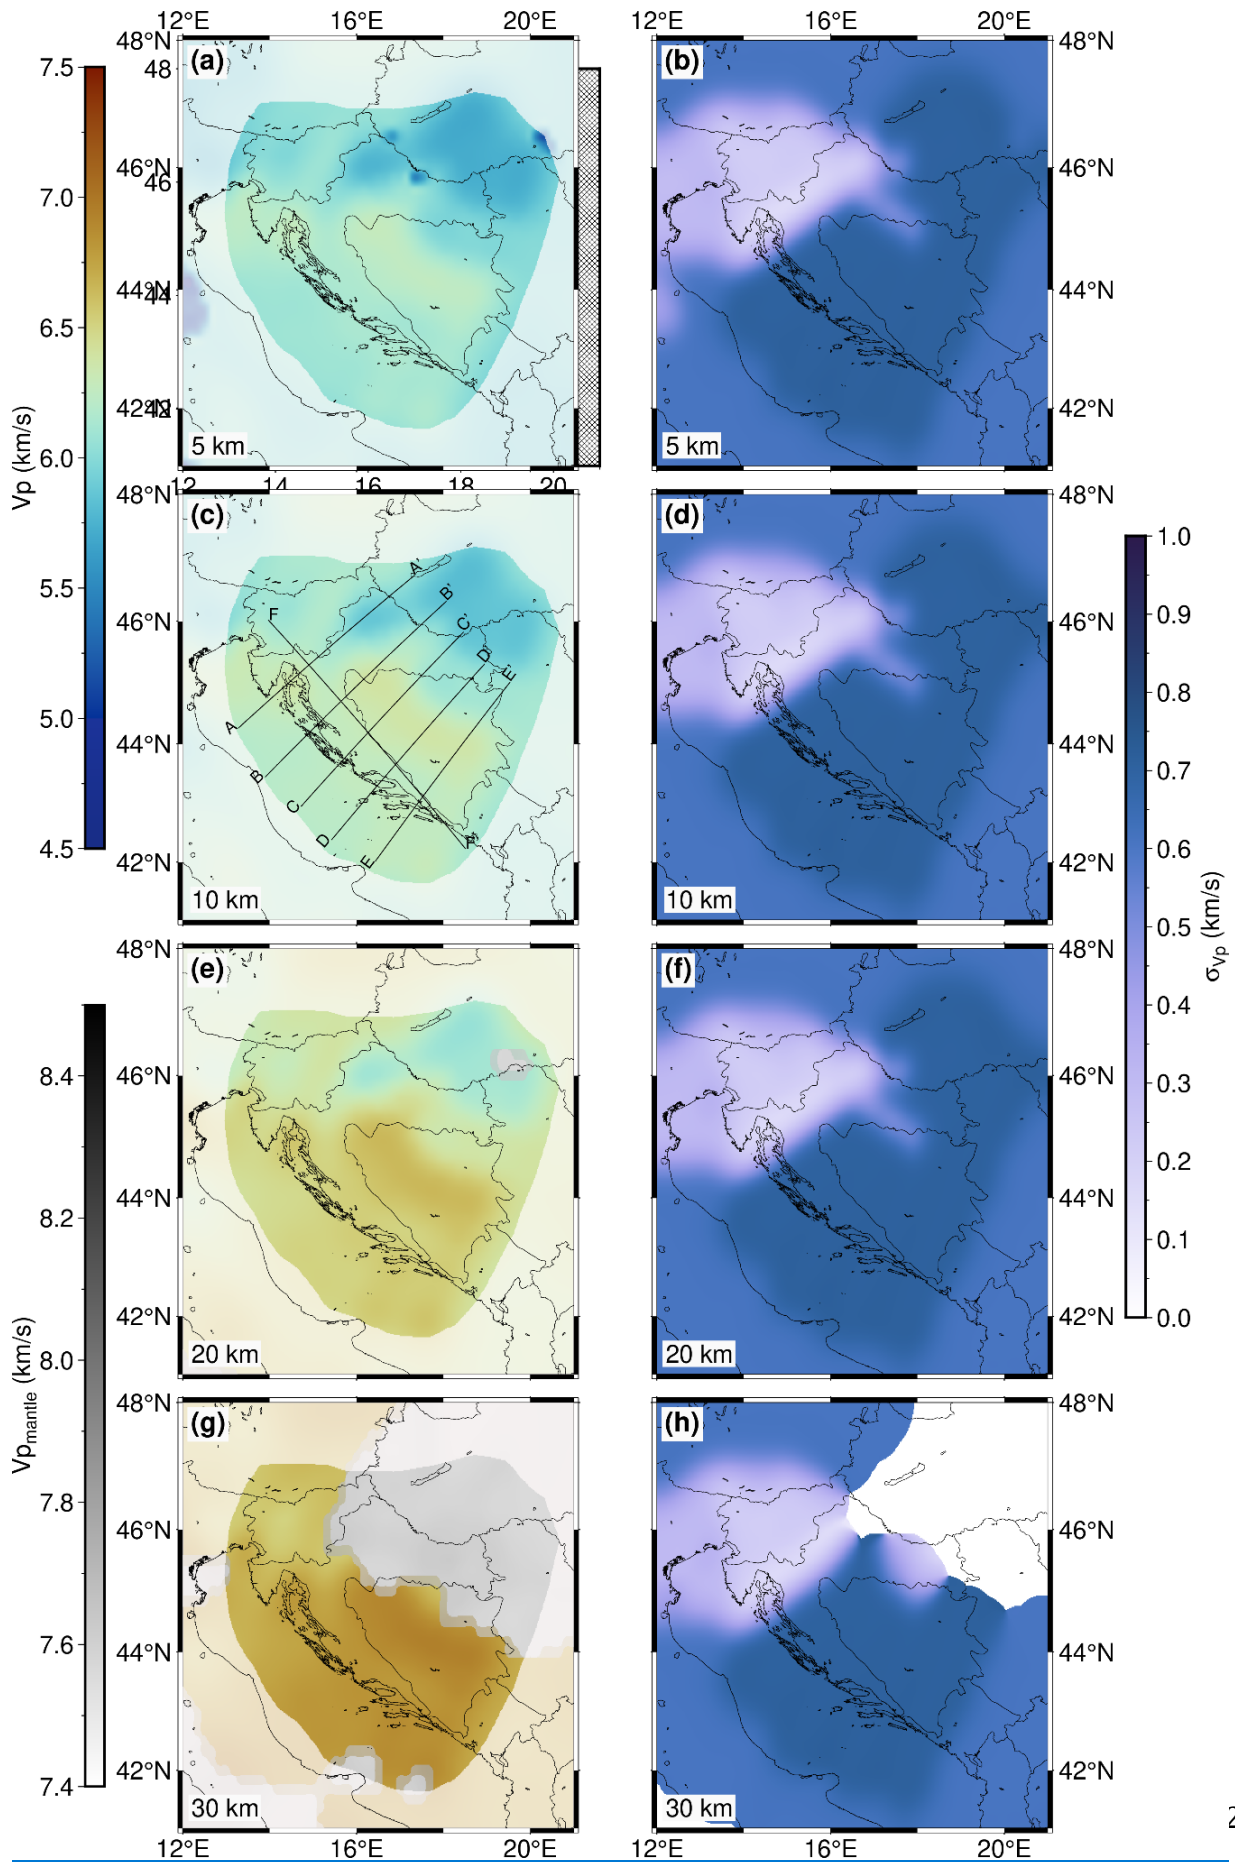 12°E 16°E 20°E 12°E 16°E 20°E
48°N (a) (b) 48°N
48
7.5
7.0
6.5
6.0
5.5
5.0
4.5
Vp (km/s)
46°N 46°N
46
44°N 44°N
44
42°N 42°N
42
5 km 5 km
12 14 16 18 20
48°N (c) (d) 48°N
A' B' C' D' E'
F
46°N 46°N
A
B
C
D
E
F'
44°N 44°N
42°N 42°N
10 km 10 km
1.0
0.9
0.8
0.7
0.6
0.5
0.4
0.3
0.2
0.1
0.0
σVp (km/s)
48°N (e) (f) 48°N
46°N 46°N
44°N 44°N
42°N 42°N
20 km 20 km
8.4
8.2
8.0
7.8
7.6
7.4
Vpmantle (km/s)
48°N (g) (h) 48°N
46°N 46°N
44°N 44°N
42°N 42°N
30 km 30 km
12°E 16°E 20°E 12°E 16°E 20°E
2